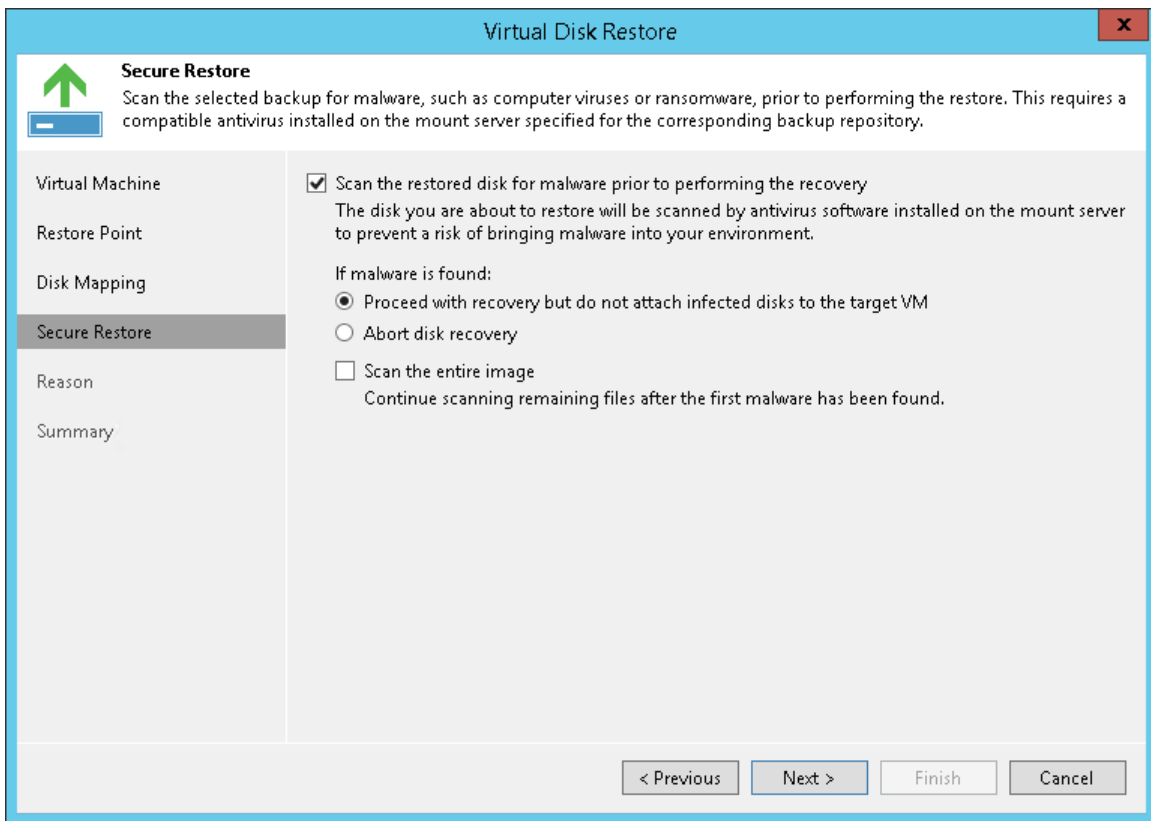 Virtual Disk Restore
x
Secure Restore
Scan the selected backup for malware, such as computer viruses or ransomware, prior to performing the restore. This requires a
compatible antivirus installed on the mount server specified for the corresponding backup repository.
Virtual Machine
Restore Point
Disk Mapping
Secure Restore
Reason
Summary
Scan the restored disk for malware prior to performing the recovery
The disk you are about to restore will be scanned by antivirus software installed on the mount server
to prevent a risk of bringing malware into your environment.
If malware is found:
Proceed with recovery but do not attach infected disks to the target VM
Abort disk recovery
Scan the entire image
Continue scanning remaining files after the first malware has been found.
< Previous
Next >
Finish
Cancel